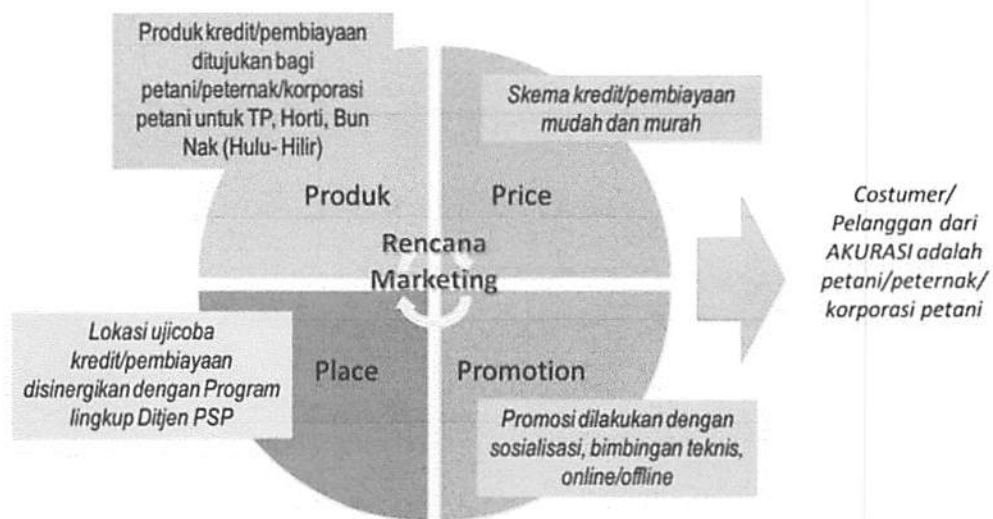 Produk kredit/pembiayaan
ditujukan bagi
petani/peternak/korporasi
petani untuk TP, Horti, Bun
Nak (Hulu- Hilir)
Skema kredit/pembiayaan
mudah dan murah
Produk
Price
Rencana
Marketing
Place
Promotion
Lokasi ujicoba
kredit/pembiayaan
disinergikan dengan Program
lingkup Ditjen PSP
Promosi dilakukan dengan
sosialisasi, bimbingan teknis,
online/offline
Costumer/
Pelanggan dari
AKURASI adalah
petani/peternak/
korporasi petani